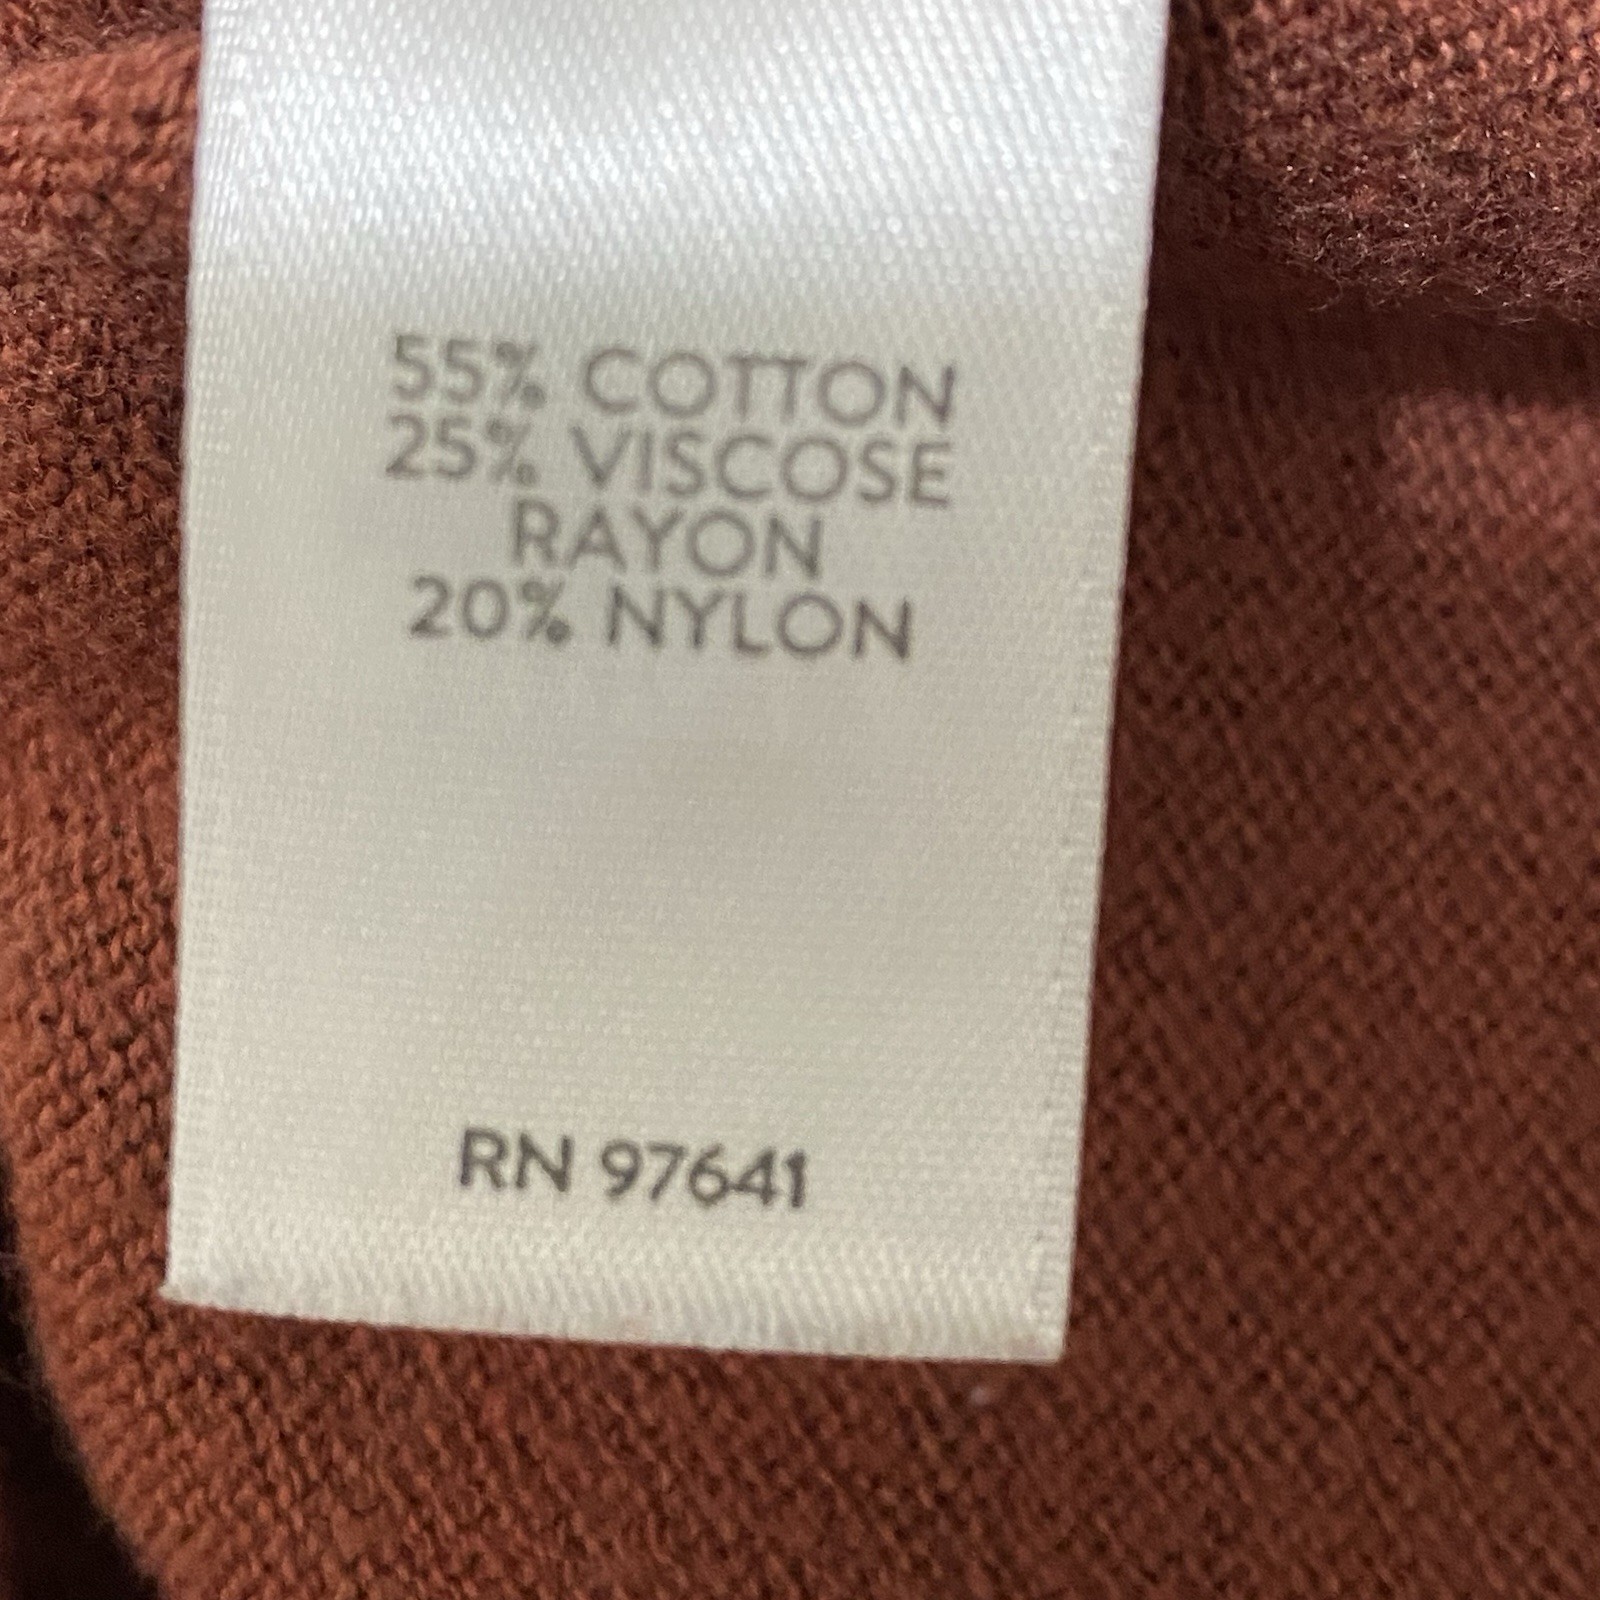 55% COTTON
25% VISCOSE
RAYON
20% NYLON
RN 97641